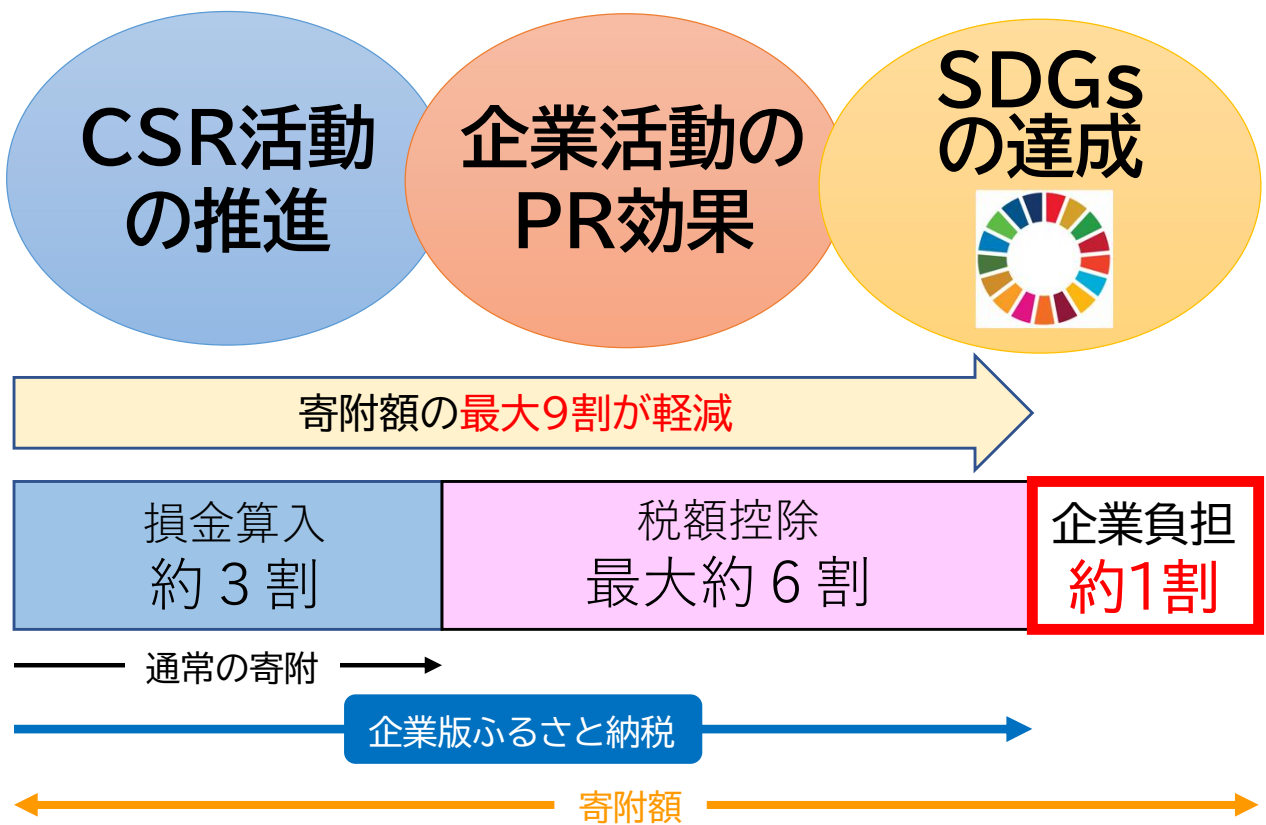 CSR活動
の推進
企業活動の
PR効果
SDGs
の達成
寄附額の最大9割が軽減
損金算入
約3割
税額控除
最大約6割
企業負担
約1割
通常の寄附
企業版ふるさと納税
寄附額